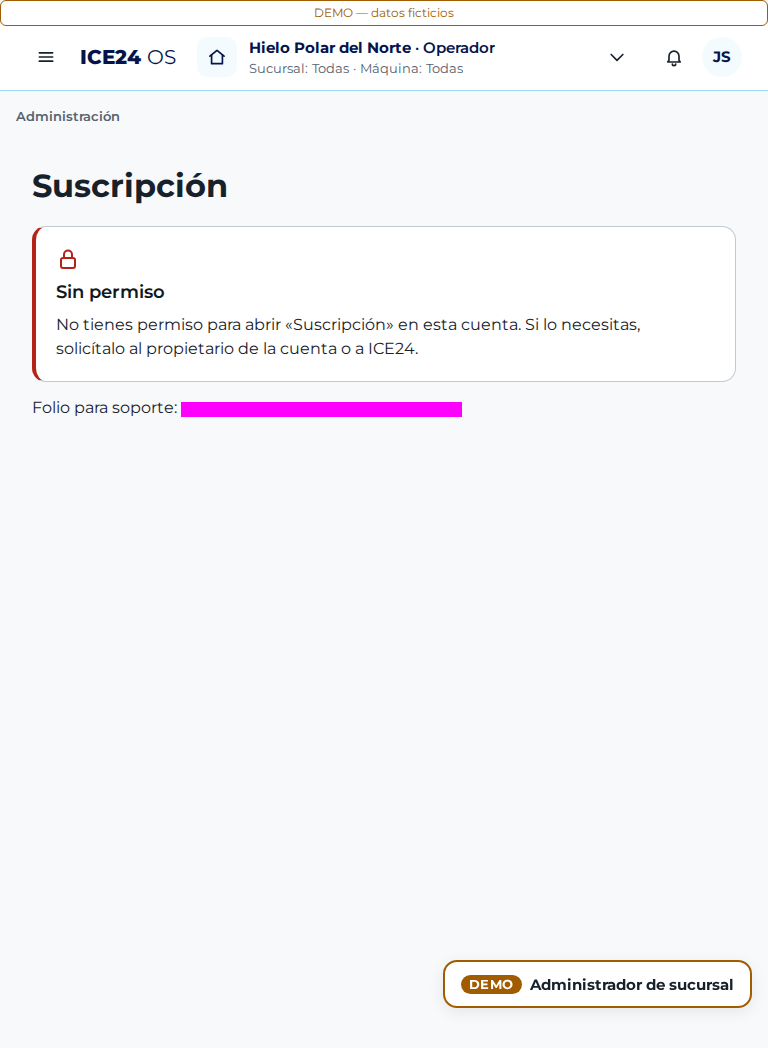 DEMO — datos ficticios
ICE24 OS
Hielo Polar del Norte · Operador
Sucursal: Todas · Máquina: Todas
JS
Administración
Suscripción
Sin permiso
No tienes permiso para abrir «Suscripción» en esta cuenta. Si lo necesitas,
solicítalo al propietario de la cuenta o a ICE24.
Folio para soporte:
DEMO Administrador de sucursal